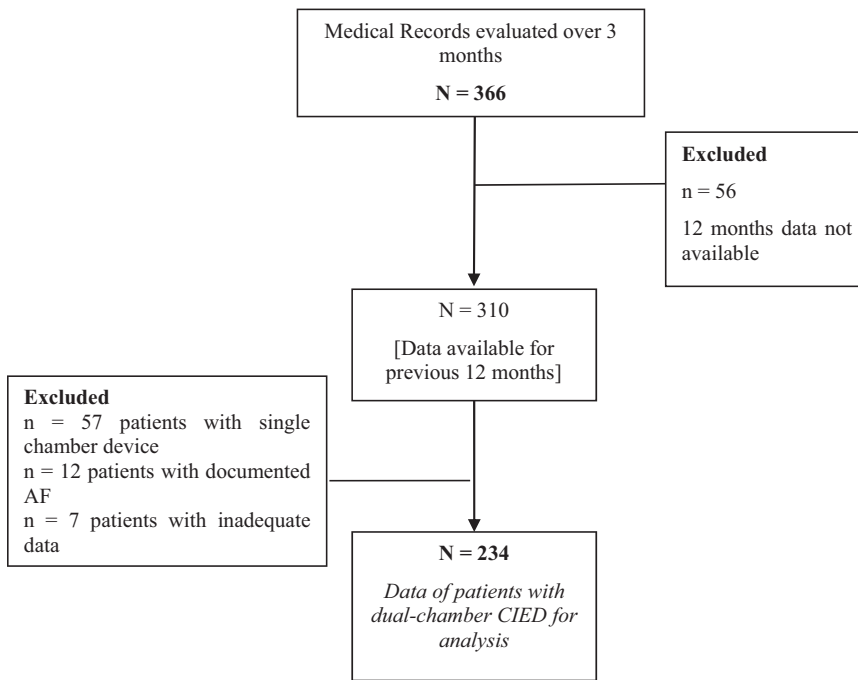 Medical Records evaluated over 3
months
N = 366
Excluded
n = 56
12 months data not
available
N = 310
[Data available for
previous 12 months]
Excluded
n = 57 patients with single
chamber device
n = 12 patients with documented
AF
n = 7 patients with inadequate
data
N = 234
Data of patients with
dual-chamber CIED for
analysis